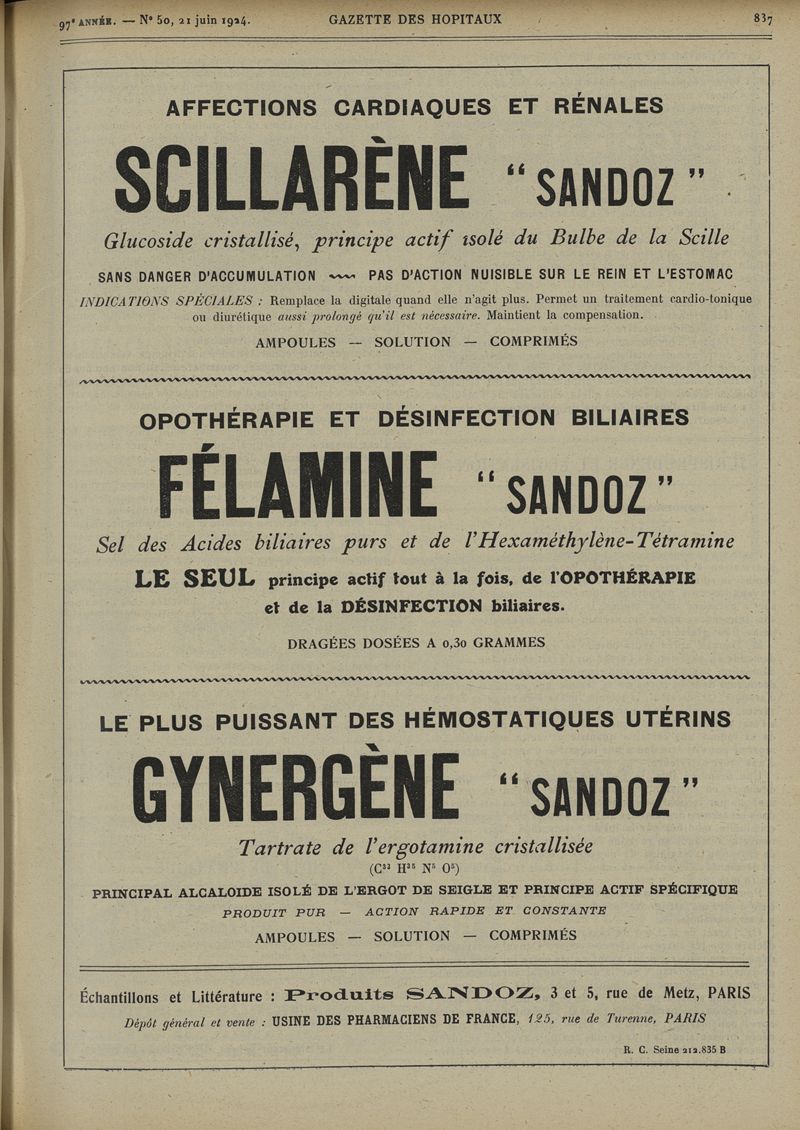 97e ANNÉE. — No 50, 21 juin 1924. GAZETTE DES HOPITAUX 837
AFFECTIONS CARDIAQUES ET RÉNALES
SCILLARÈNE “SANDOZ”
Glucoside cristallisé, principe actif isolé du Bulbe de la Scille
SANS DANGER D'ACCUMULATION ~~~ PAS D'ACTION NUISIBLE SUR LE REIN ET L'ESTOMAC
INDICATIONS SPÉCIALES : Remplace la digitale quand elle n'agit plus. Permet un traitement cardio-tonique
ou diurétique aussi prolongé qu'il est nécessaire. Maintient la compensation.
AMPOULES — SOLUTION — COMPRIMÉS
OPOTHÉRAPIE ET DÉSINFECTION BILIAIRES
FÉLAMINE “SANDOZ”
Sel des Acides biliaires purs et de l'Hexaméthylène-Tétramine
LE SEUL principe actif tout à la fois, de l'OPOTHÉRAPIE
et de la DÉSINFECTION biliaires.
DRAGÉES DOSÉES A 0,30 GRAMMES
LE PLUS PUISSANT DES HÉMOSTATIQUES UTÉRINS
GYNERGÈNE “SANDOZ”
Tartrate de l'ergotamine cristallisée
(C³³ H³⁵ N⁵ O⁵)
PRINCIPAL ALCALOIDE ISOLÉ DE L'ERGOT DE SEIGLE ET PRINCIPE ACTIF SPÉCIFIQUE
PRODUIT PUR — ACTION RAPIDE ET CONSTANTE
AMPOULES — SOLUTION — COMPRIMÉS
Échantillons et Littérature : Produits SANDOZ, 3 et 5, rue de Metz, PARIS
Dépôt général et vente : USINE DES PHARMACIENS DE FRANCE, 125, rue de Turenne, PARIS
R. C. Seine 212.835 B